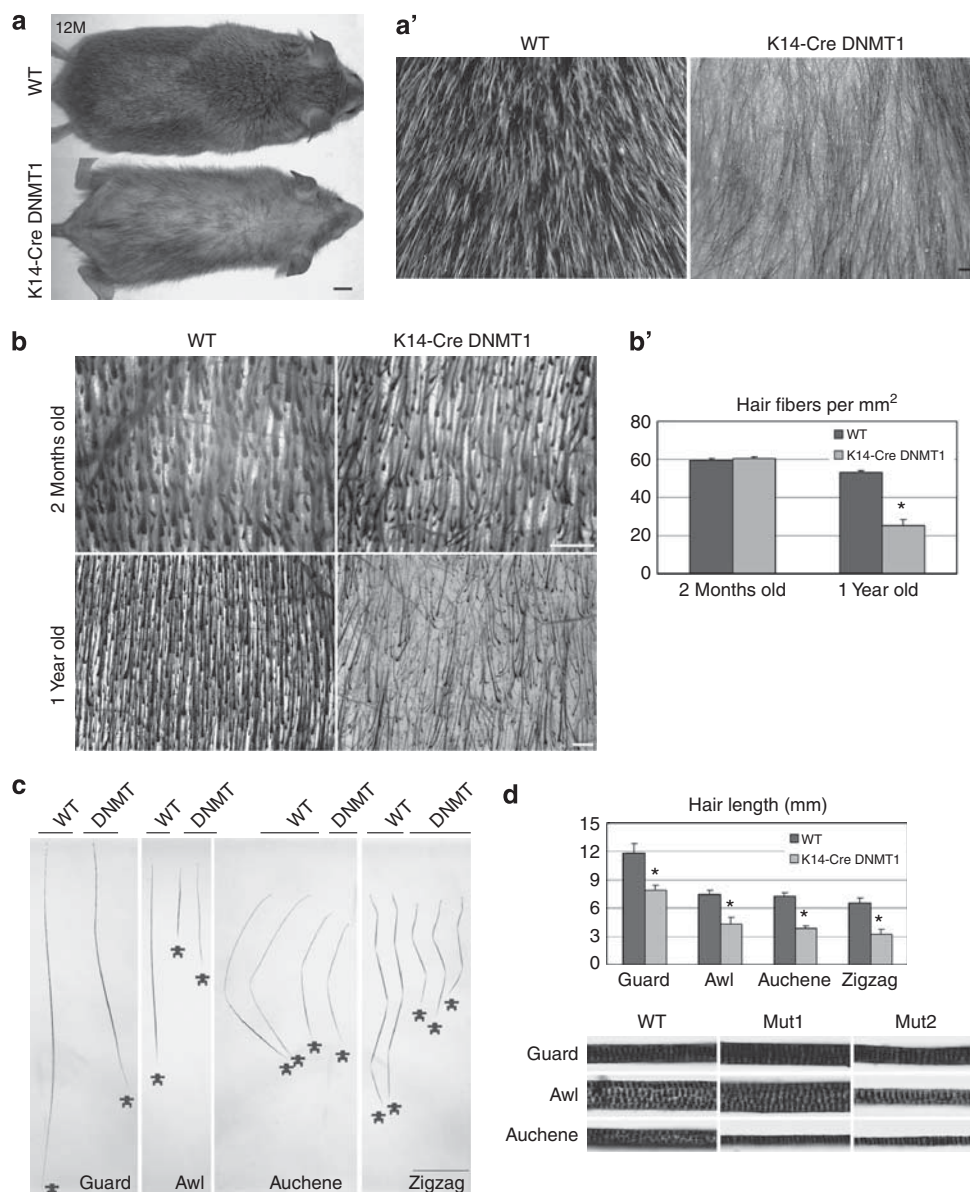 a
12M
WT
K14-Cre DNMT1
a'
WT
K14-Cre DNMT1
b
WT
K14-Cre DNMT1
2 Months old
1 Year old
b'
Hair fibers per mm²
80
60
40
20
0
WT
K14-Cre DNMT1
*
2 Months old
1 Year old
c
WT
DNMT
WT
DNMT
WT
DNMT
WT
DNMT
Guard
Awl
Auchene
Zigzag
d
Hair length (mm)
15
12
9
6
3
0
WT
K14-Cre DNMT1
*
*
*
*
Guard
Awl
Auchene
Zigzag
WT
Mut1
Mut2
Guard
Awl
Auchene